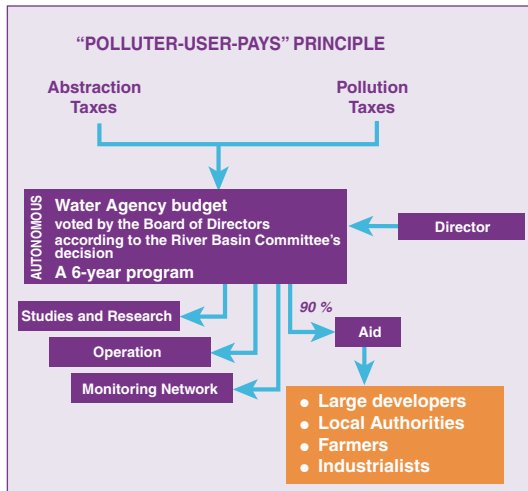 “POLLUTER-USER-PAYS” PRINCIPLE
Abstraction
Taxes
Pollution
Taxes
AUTONOMOUS
Water Agency budget
voted by the Board of Directors
according to the River Basin Committee’s
decision
A 6-year program
Director
Studies and Research
Operation
Monitoring Network
90 %
Aid
• Large developers
• Local Authorities
• Farmers
• Industrialists